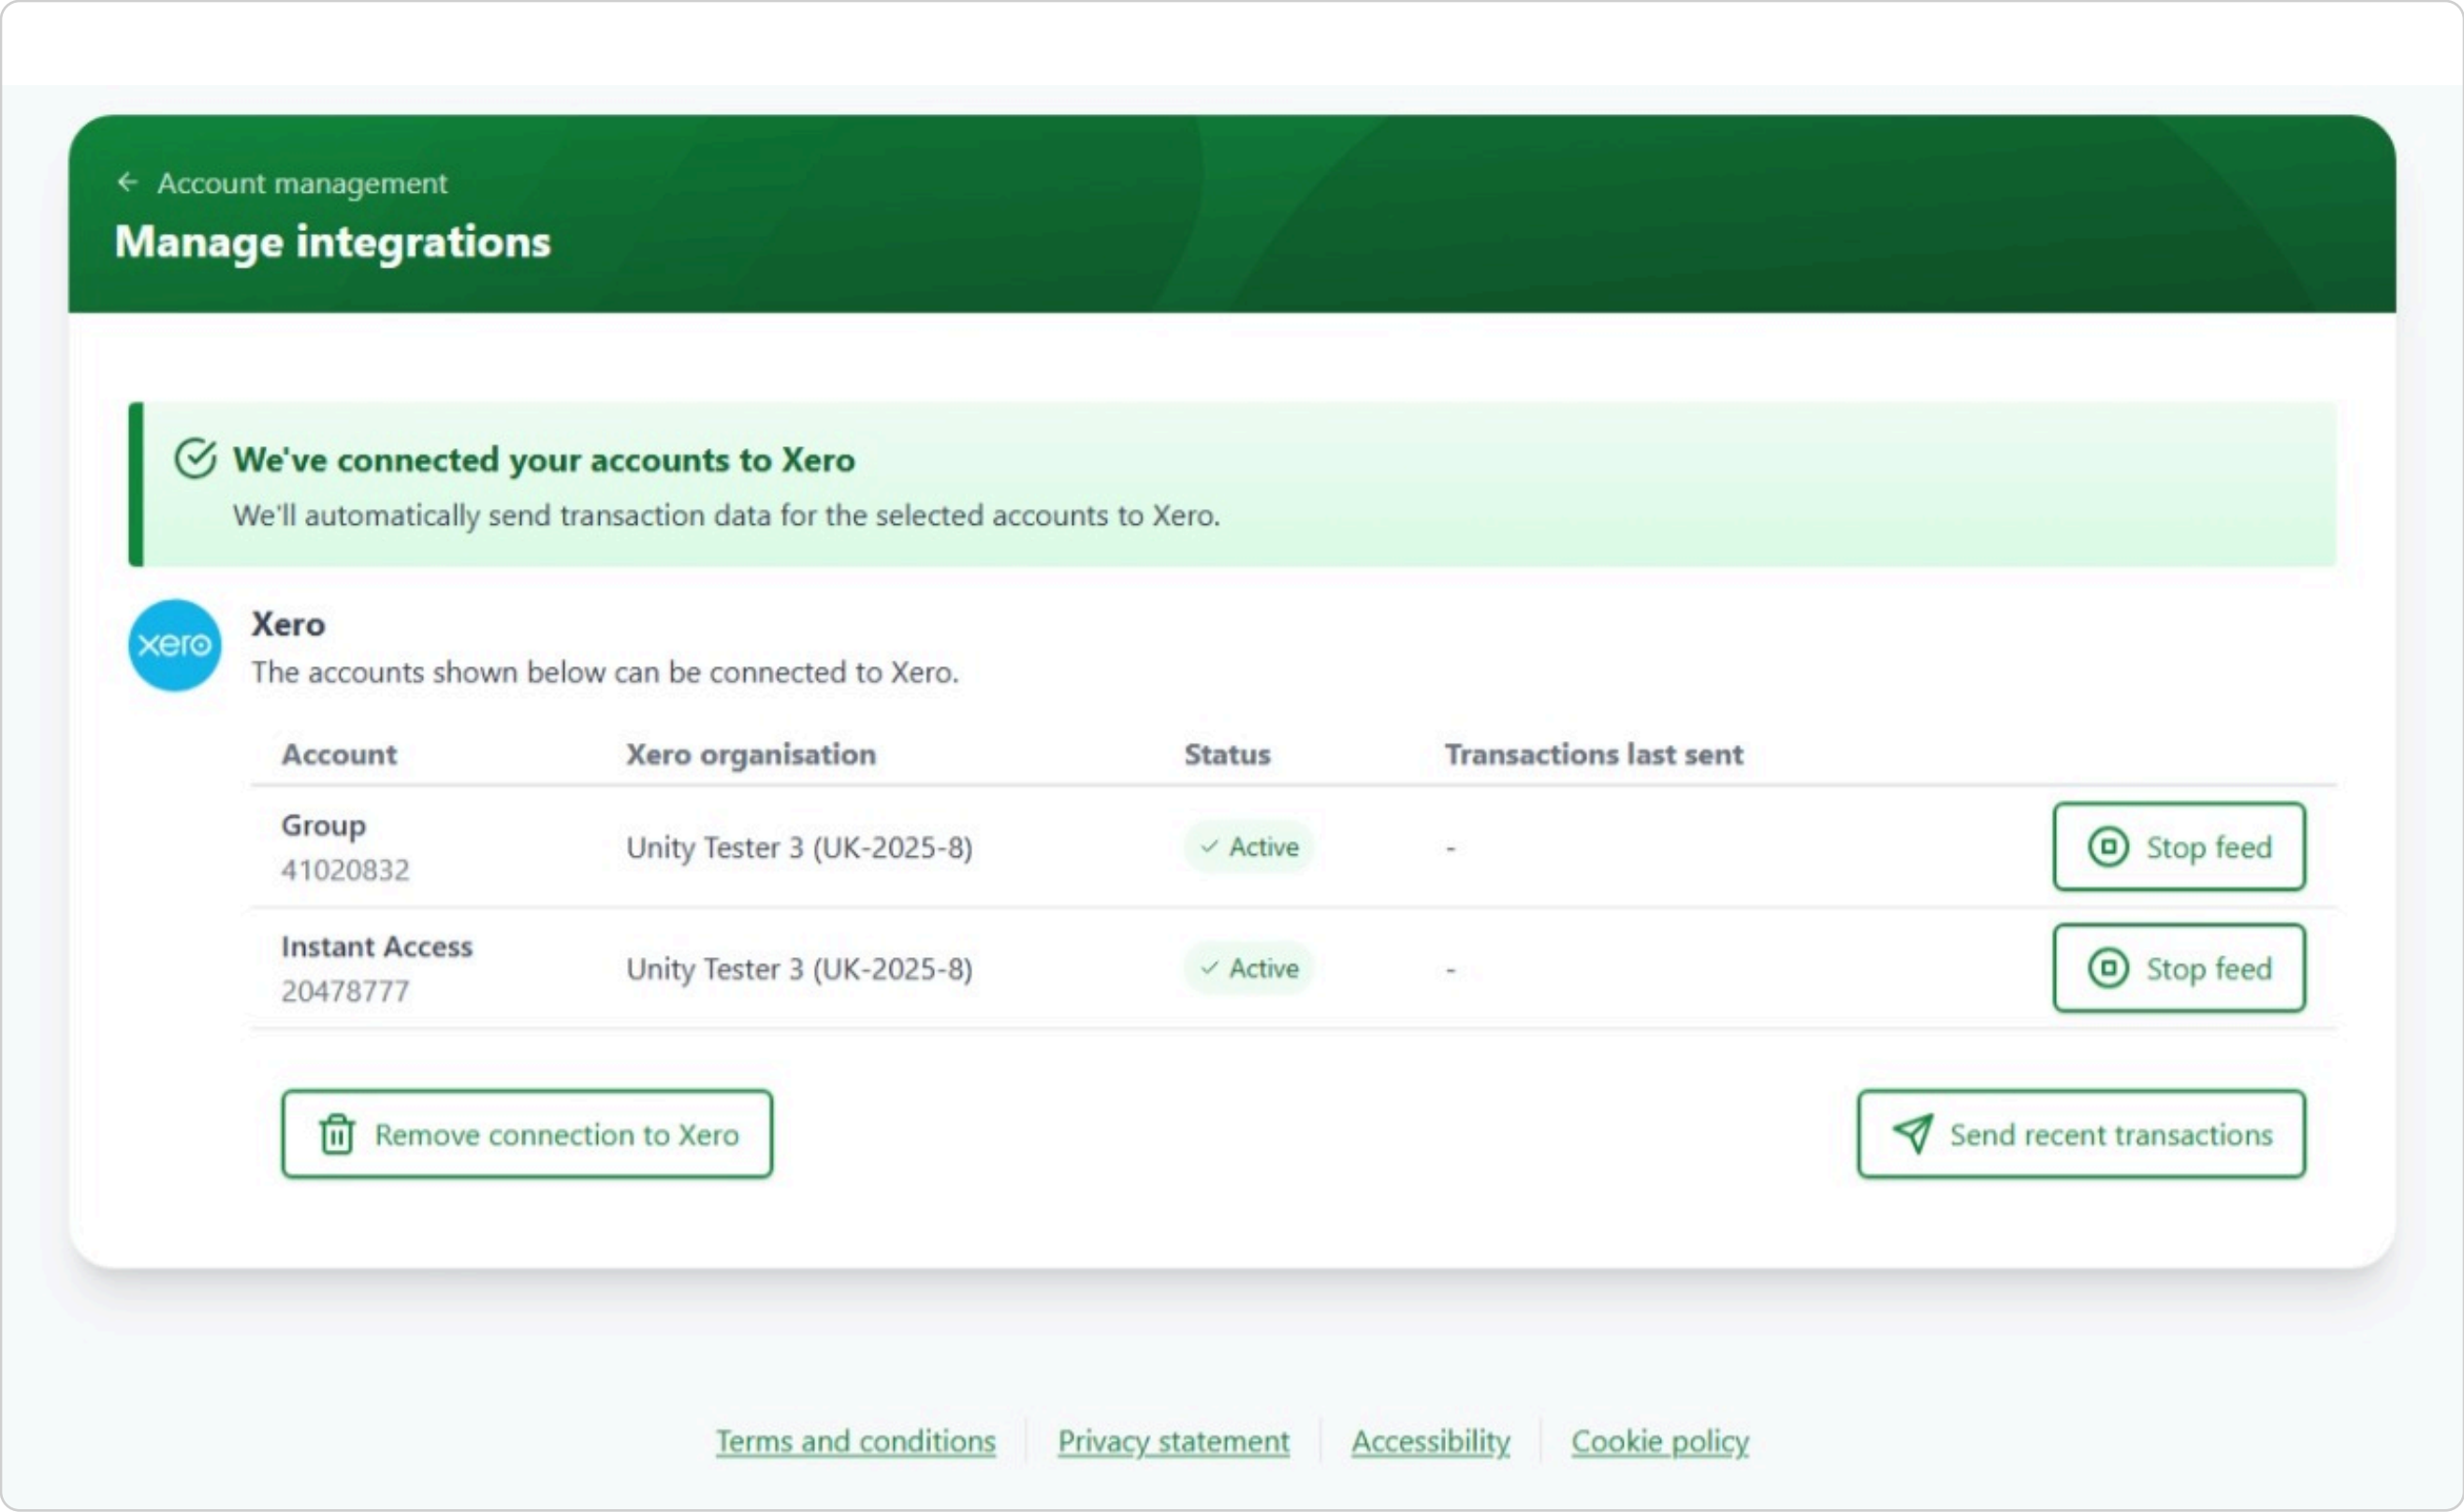 Account management
Manage integrations
We've connected your accounts to Xero
We'll automatically send transaction data for the selected accounts to Xero.
xero
Xero
The accounts shown below can be connected to Xero.
Account Xero organisation Status Transactions last sent
Group
41020832
Unity Tester 3 (UK-2025-8) Active - Stop feed
Instant Access
20478777
Unity Tester 3 (UK-2025-8) Active - Stop feed
Remove connection to Xero Send recent transactions
Terms and conditions Privacy statement Accessibility Cookie policy